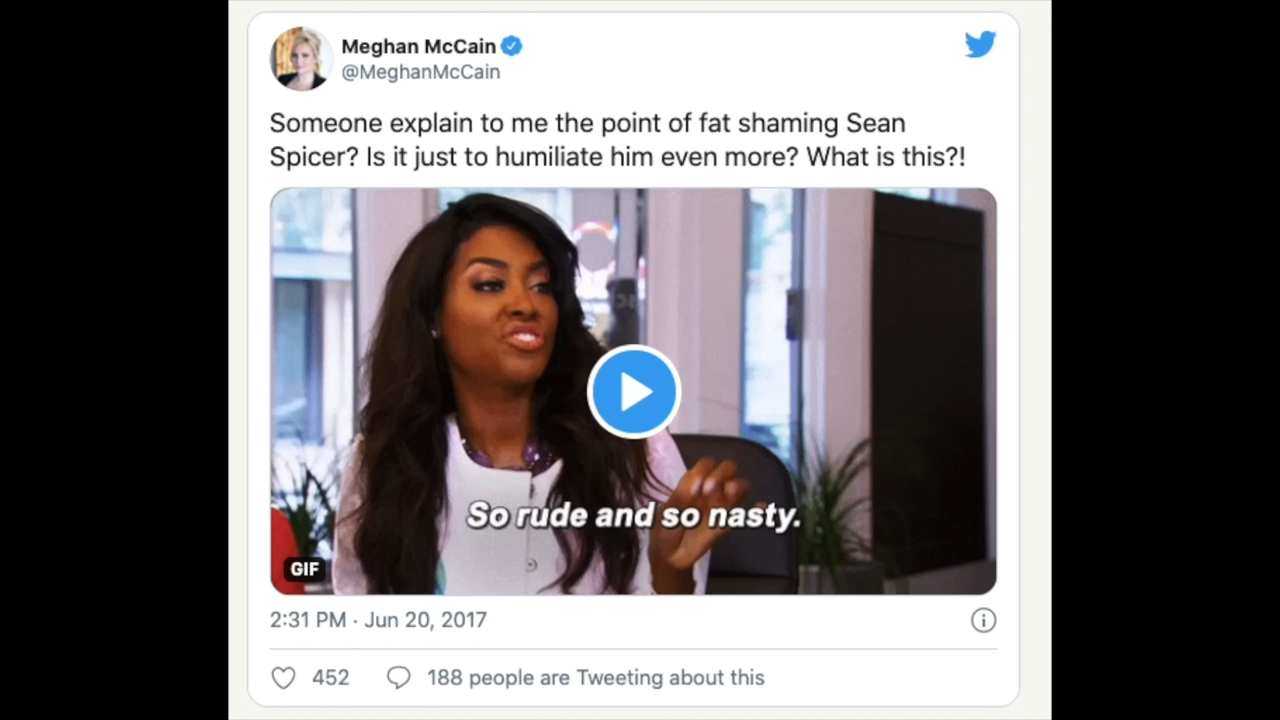 Meghan McCain
@MeghanMcCain
Someone explain to me the point of fat shaming Sean
Spicer? Is it just to humiliate him even more? What is this?!
So rude and so nasty.
GIF
2:31 PM · Jun 20, 2017
452
188 people are Tweeting about this